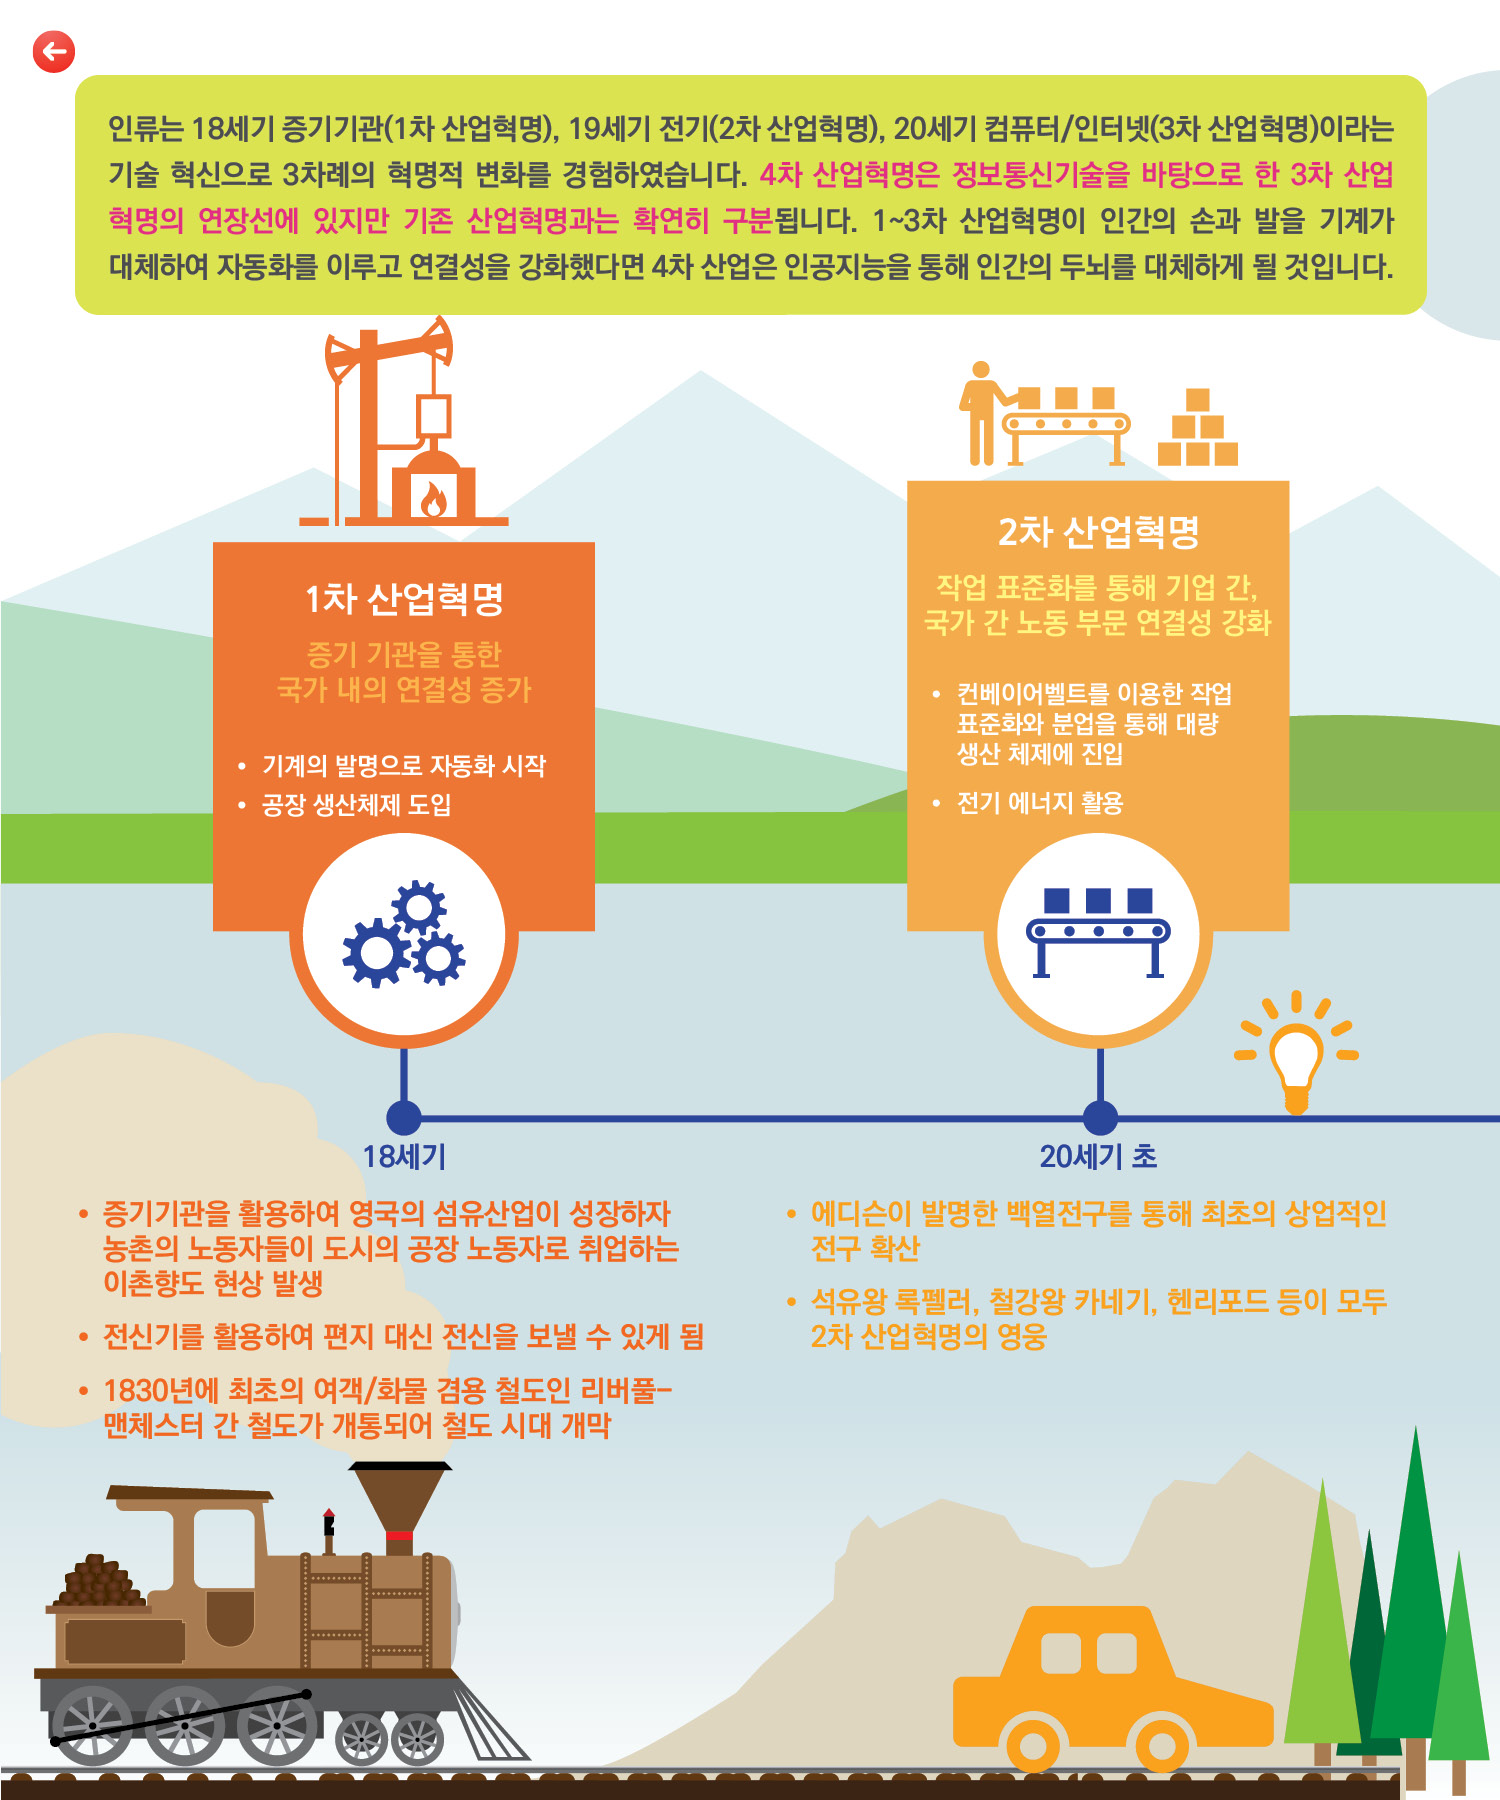 인류는 18세기 증기기관(1차 산업혁명), 19세기 전기(2차 산업혁명), 20세기 컴퓨터/인터넷(3차 산업혁명)이라는
기술 혁신으로 3차례의 혁명적 변화를 경험하였습니다. 4차 산업혁명은 정보통신기술을 바탕으로 한 3차 산업
혁명의 연장선에 있지만 기존 산업혁명과는 확연히 구분됩니다. 1~3차 산업혁명이 인간의 손과 발을 기계가
대체하여 자동화를 이루고 연결성을 강화했다면 4차 산업은 인공지능을 통해 인간의 두뇌를 대체하게 될 것입니다.
1차 산업혁명
증기 기관을 통한
국가 내의 연결성 증가
• 기계의 발명으로 자동화 시작
• 공장 생산체제 도입
2차 산업혁명
작업 표준화를 통해 기업 간,
국가 간 노동 부문 연결성 강화
• 컨베이어벨트를 이용한 작업
표준화와 분업을 통해 대량
생산 체제에 진입
• 전기 에너지 활용
18세기
• 증기기관을 활용하여 영국의 섬유산업이 성장하자
농촌의 노동자들이 도시의 공장 노동자로 취업하는
이촌향도 현상 발생
• 전신기를 활용하여 편지 대신 전신을 보낼 수 있게 됨
• 1830년에 최초의 여객/화물 겸용 철도인 리버풀-
맨체스터 간 철도가 개통되어 철도 시대 개막
20세기 초
• 에디슨이 발명한 백열전구를 통해 최초의 상업적인
전구 확산
• 석유왕 록펠러, 철강왕 카네기, 헨리포드 등이 모두
2차 산업혁명의 영웅